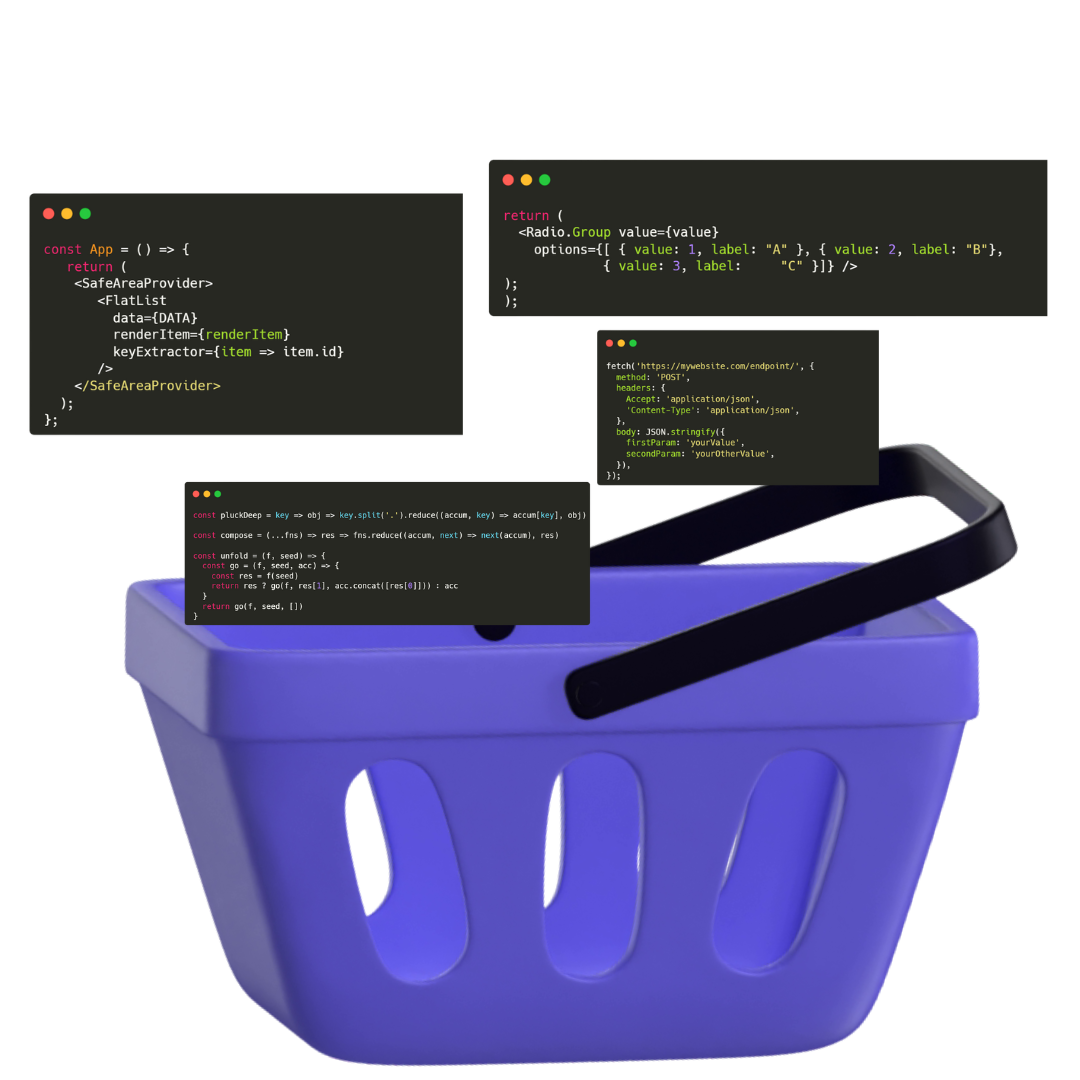 const App = () => {
return (
<SafeAreaProvider>
<FlatList
data={DATA}
renderItem={renderItem}
keyExtractor={item => item.id}
/>
</SafeAreaProvider>
);
};
return (
<Radio.Group value={value}
options={[ { value: 1, label: "A" }, { value: 2, label: "B"},
{ value: 3, label: "C" }]} />
);
);
fetch('https://mywebsite.com/endpoint/', {
method: 'POST',
headers: {
Accept: 'application/json',
'Content-Type': 'application/json',
},
body: JSON.stringify({
firstParam: 'yourValue',
secondParam: 'yourOtherValue',
}),
});
const pluckDeep = key => obj => key.split('.').reduce((accum, key) => accum[key], obj)
const compose = (...fns) => res => fns.reduce((accum, next) => next(accum), res)
const unfold = (f, seed) => {
const go = (f, seed, acc) => {
const res = f(seed)
return res ? go(f, res[1], acc.concat([res[0]])) : acc
}
return go(f, seed, [])
}